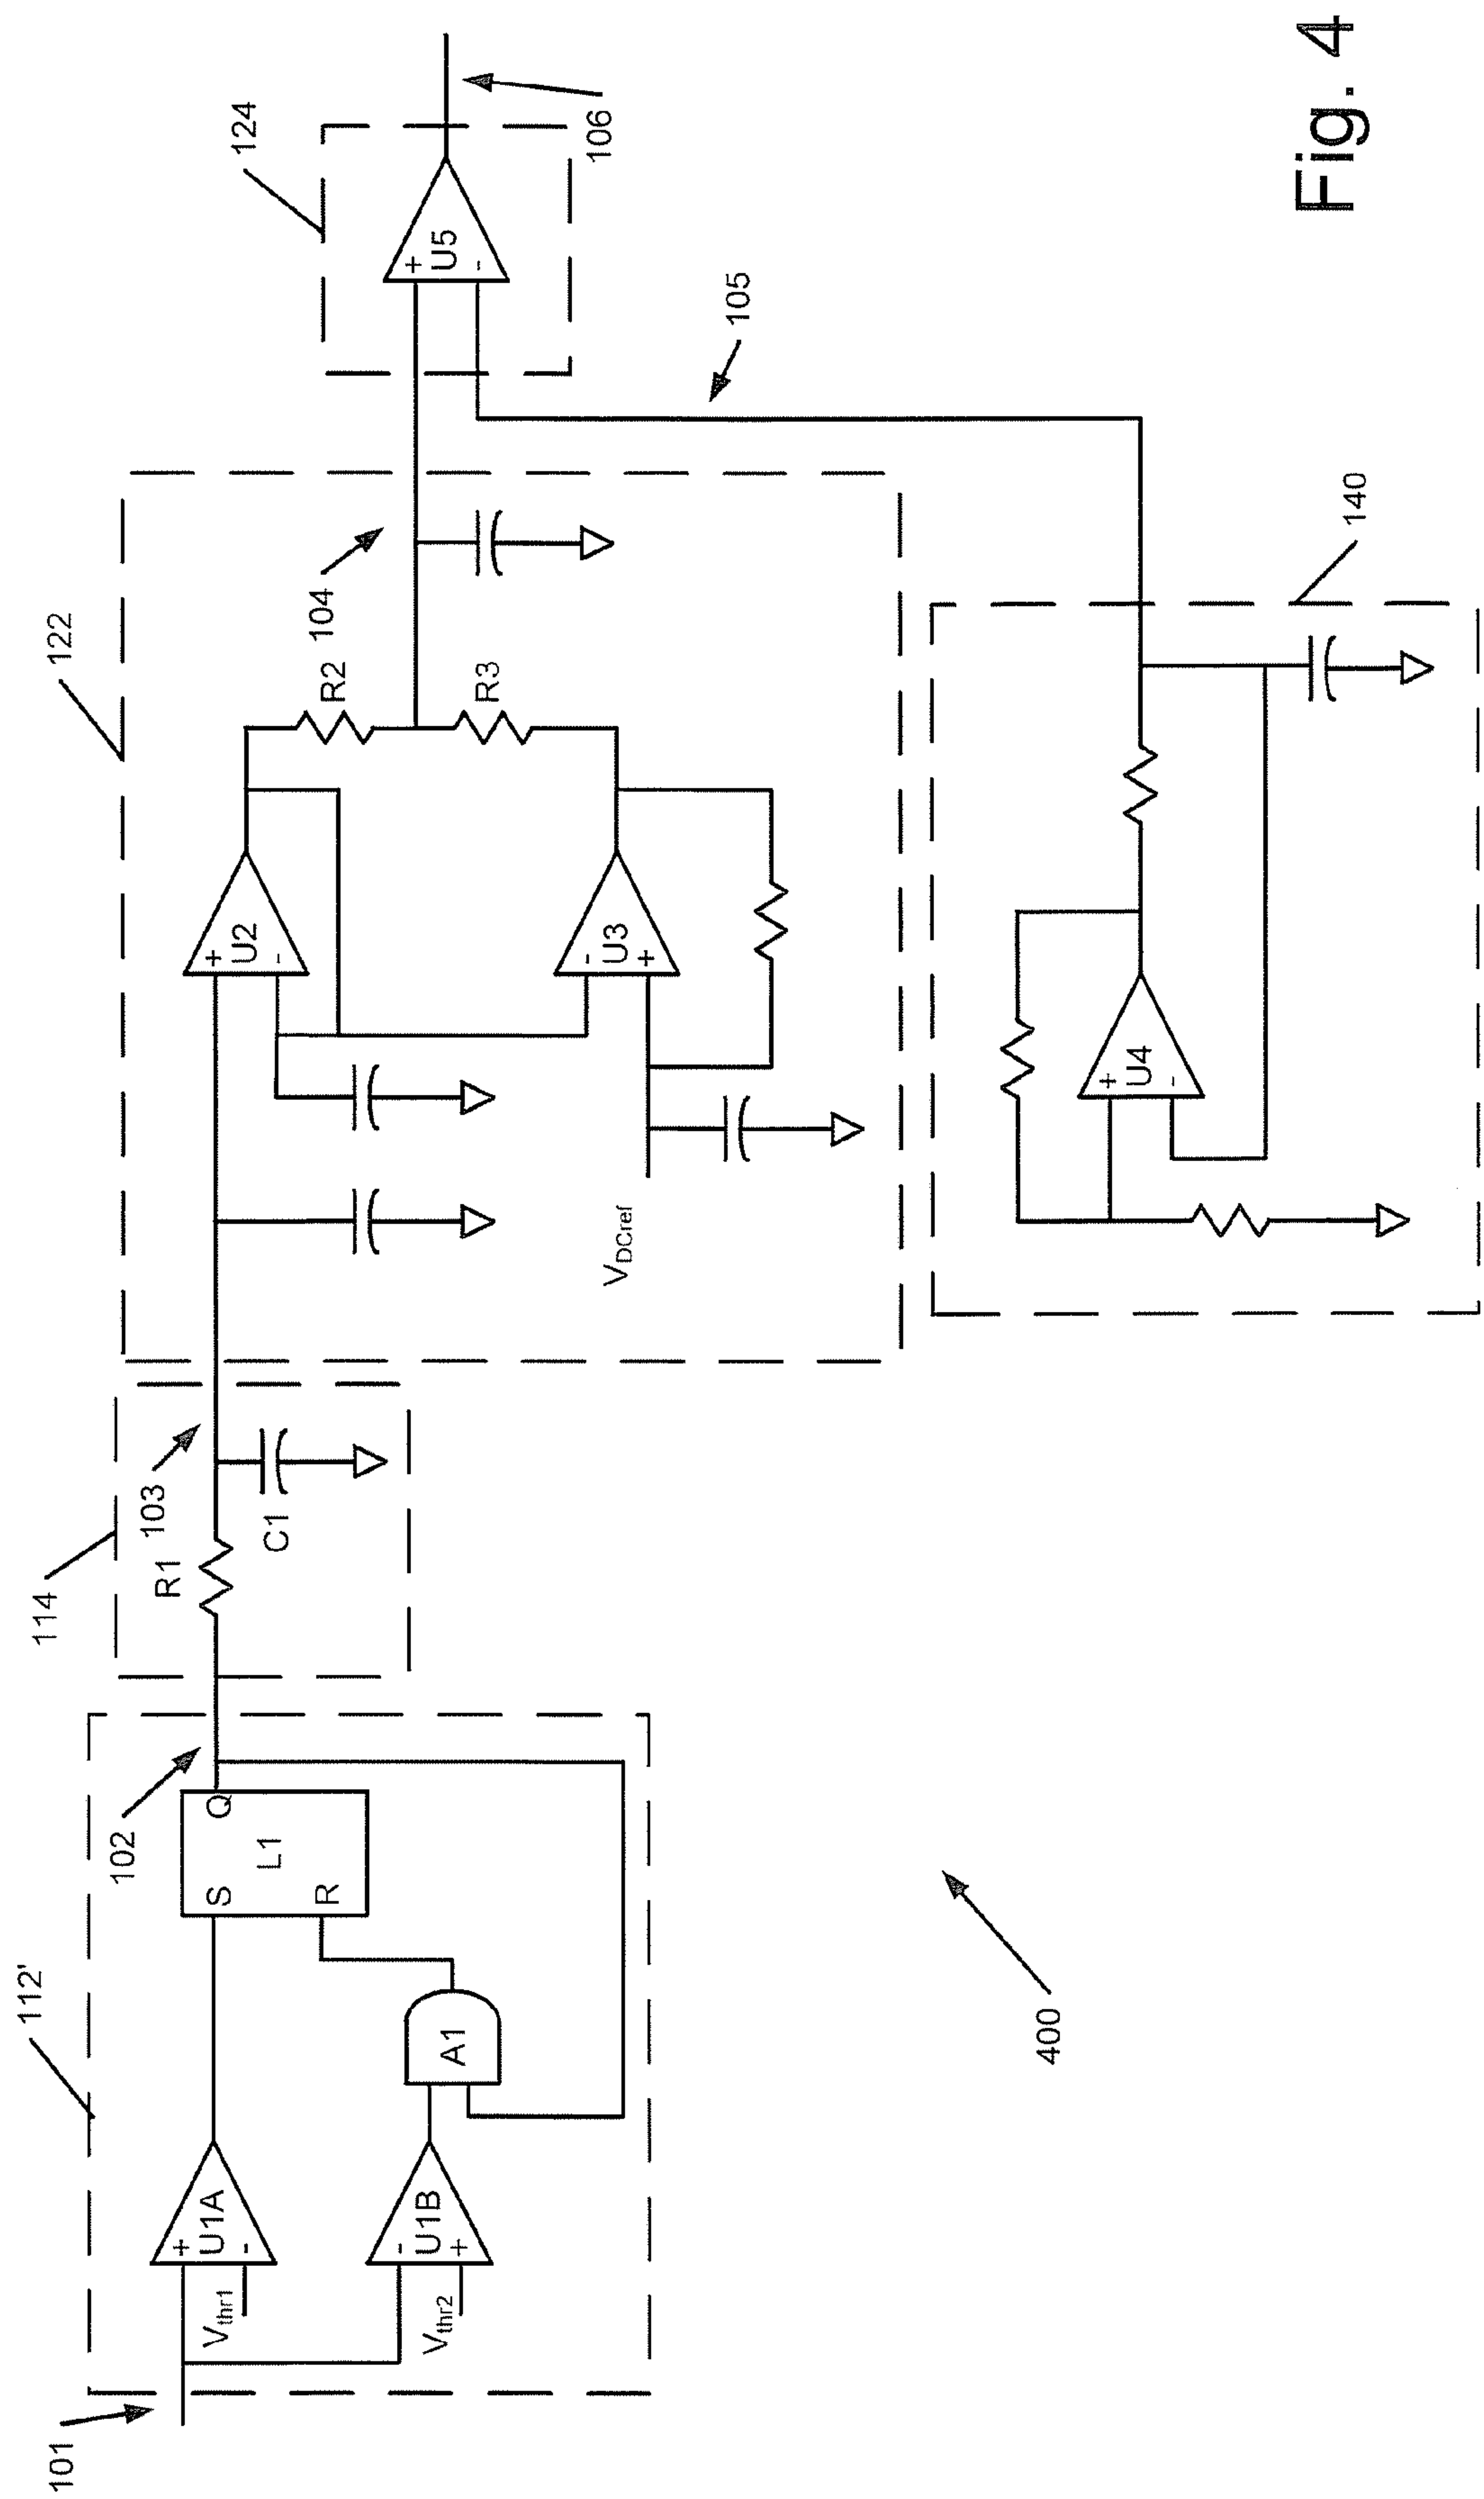 112'
101
U1A
+
-
Vthr1
U1B
-
+
Vthr2
A1
S
Q
L1
R
102
114
103
R1
C1
122
U2
+
-
U3
-
+
VDCref
R2
R3
104
124
U5
+
-
106
105
140
U4
+
-
400
Fig. 4